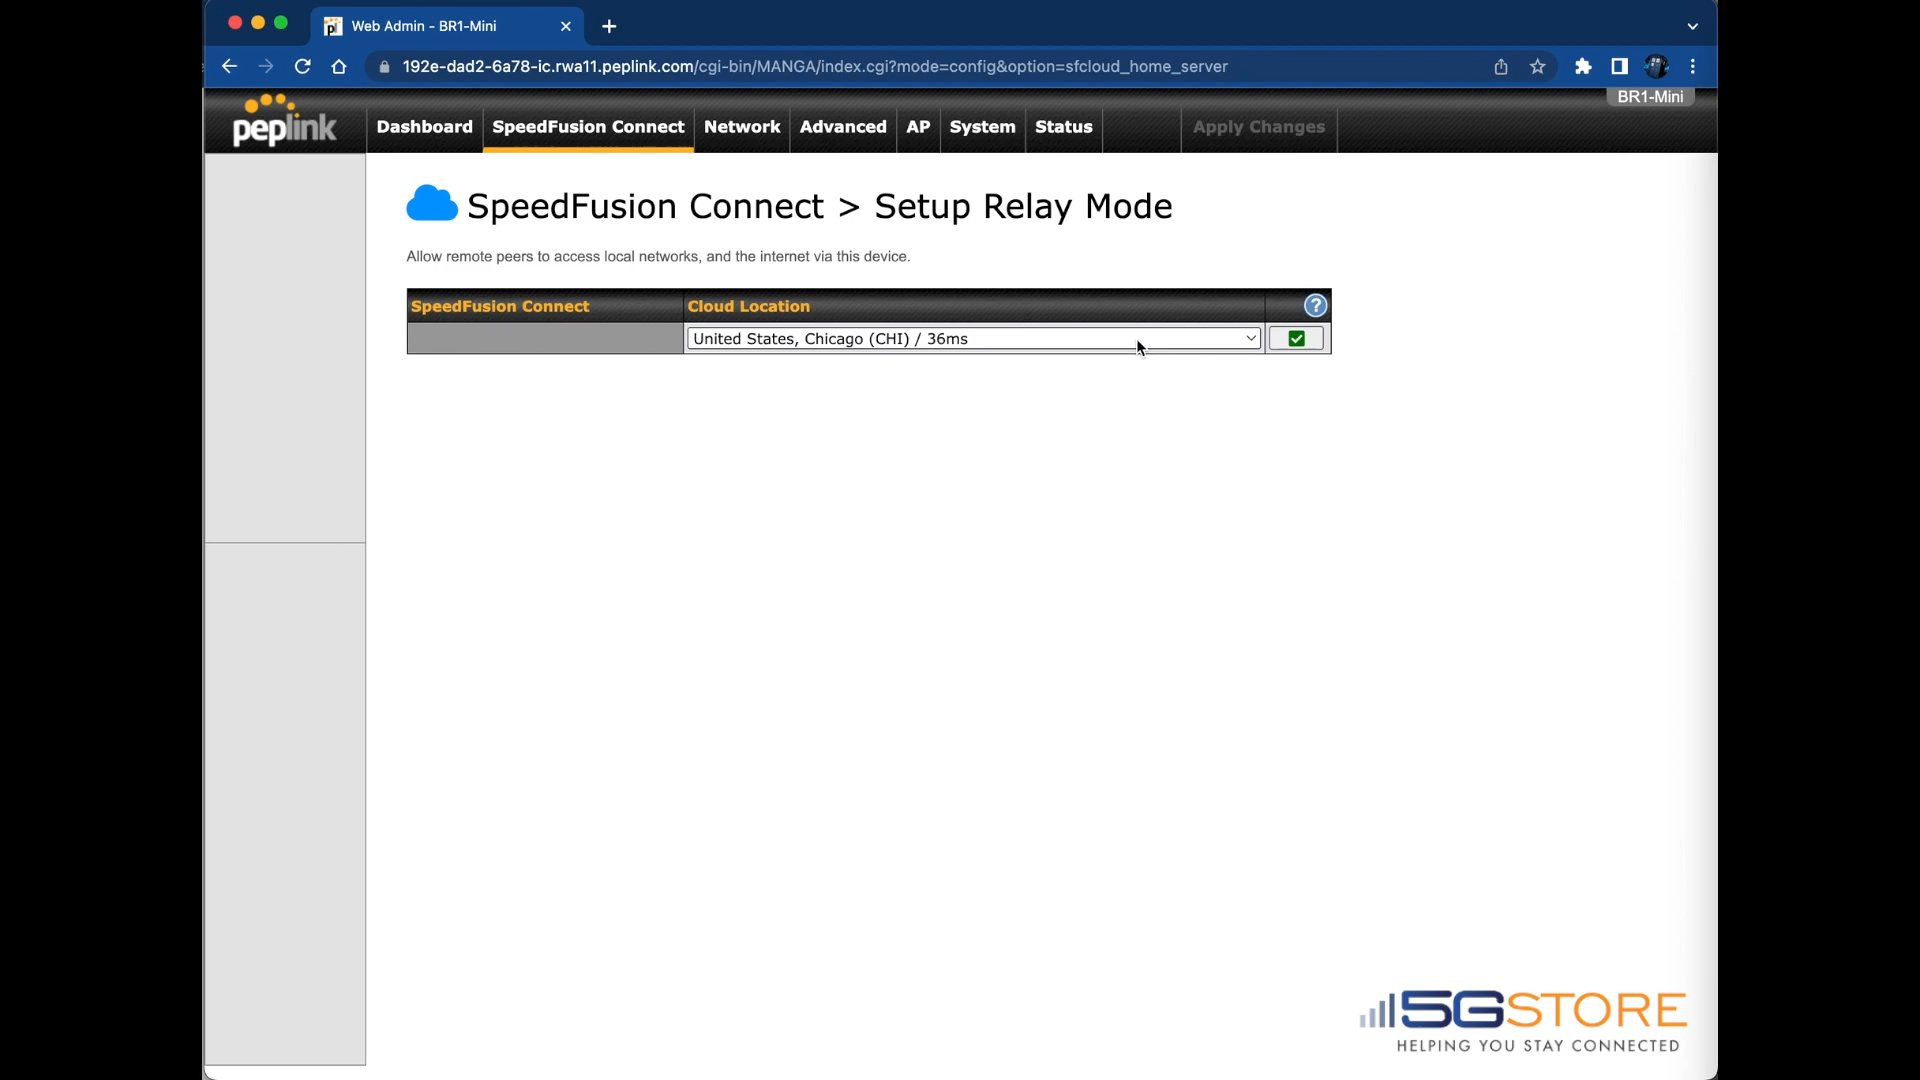 Web Admin - BR1-Mini
192e-dad2-6a78-ic.rwa11.peplink.com/cgi-bin/MANGA/index.cgi?mode=config&option=sfcloud_home_server
BR1-Mini
peplink
Dashboard SpeedFusion Connect Network Advanced AP System Status Apply Changes
SpeedFusion Connect > Setup Relay Mode
Allow remote peers to access local networks, and the internet via this device.
SpeedFusion Connect Cloud Location ?
United States, Chicago (CHI) / 36ms
5GSTORE
HELPING YOU STAY CONNECTED